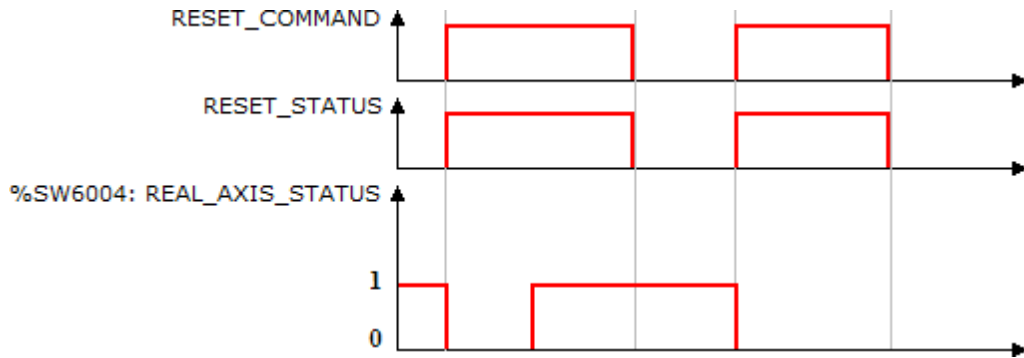 RESET_COMMAND
RESET_STATUS
%SW6004: REAL_AXIS_STATUS
1
0